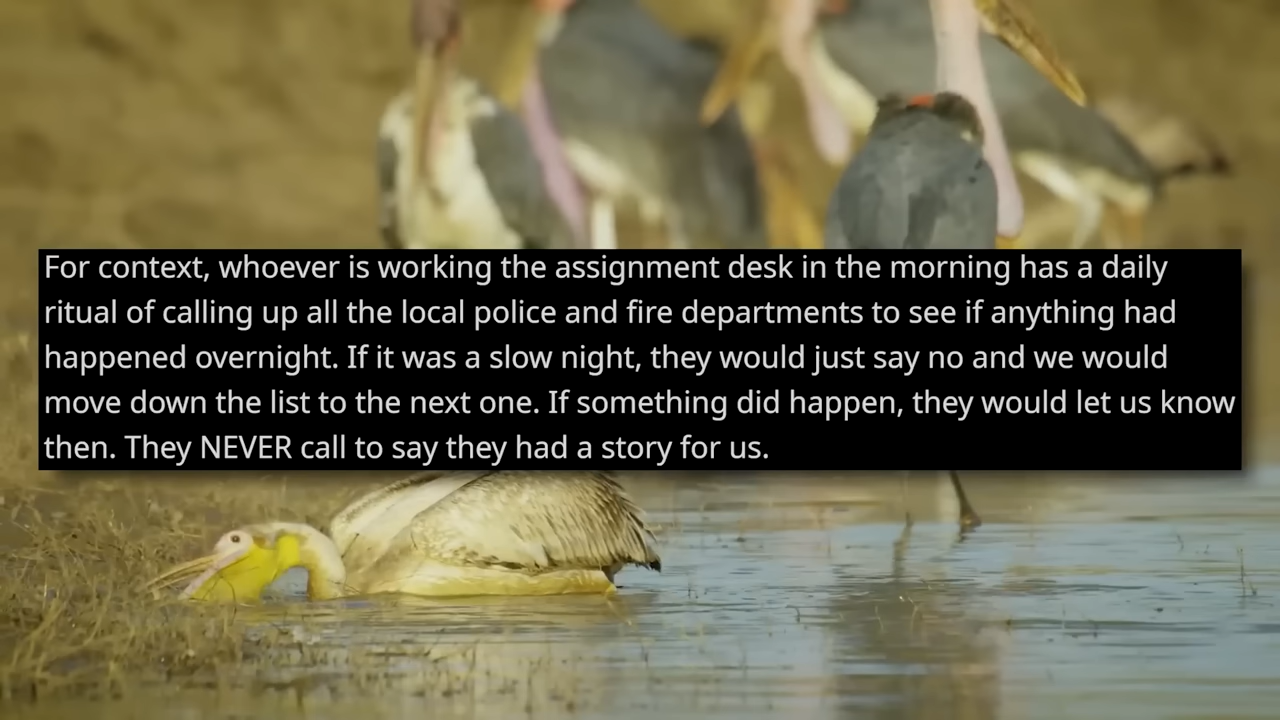 For context, whoever is working the assignment desk in the morning has a daily
ritual of calling up all the local police and fire departments to see if anything had
happened overnight. If it was a slow night, they would just say no and we would
move down the list to the next one. If something did happen, they would let us know
then. They NEVER call to say they had a story for us.